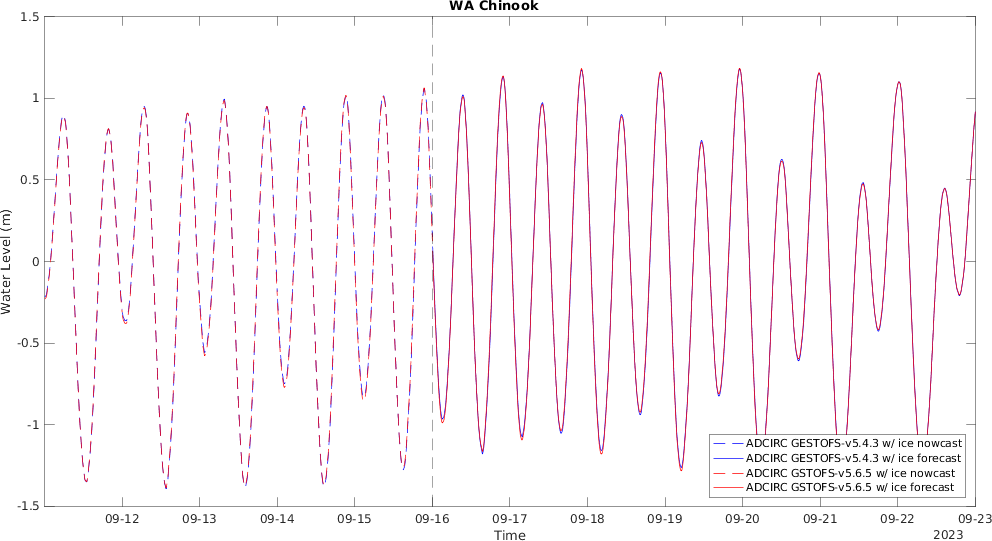 WA Chinook
Water Level (m)
1.5
1
0.5
0
-0.5
-1
-1.5
09-12 09-13 09-14 09-15 09-16 09-17 09-18 09-19 09-20 09-21 09-22 09-23
Time
2023
ADCIRC GESTOFS-v5.4.3 w/ ice nowcast
ADCIRC GESTOFS-v5.4.3 w/ ice forecast
ADCIRC GSTOFS-v5.6.5 w/ ice nowcast
ADCIRC GSTOFS-v5.6.5 w/ ice forecast